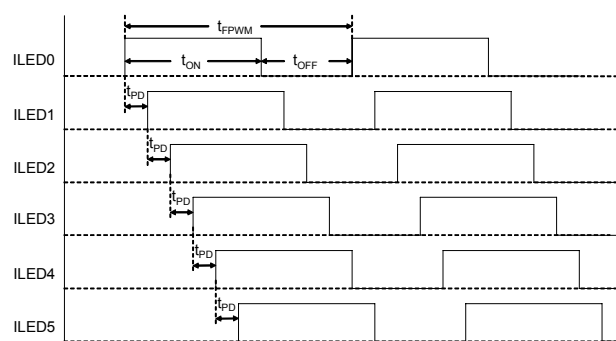 tFPWM
ILED0
tON
tOFF
tPD
ILED1
tPD
ILED2
tPD
ILED3
tPD
ILED4
tPD
ILED5